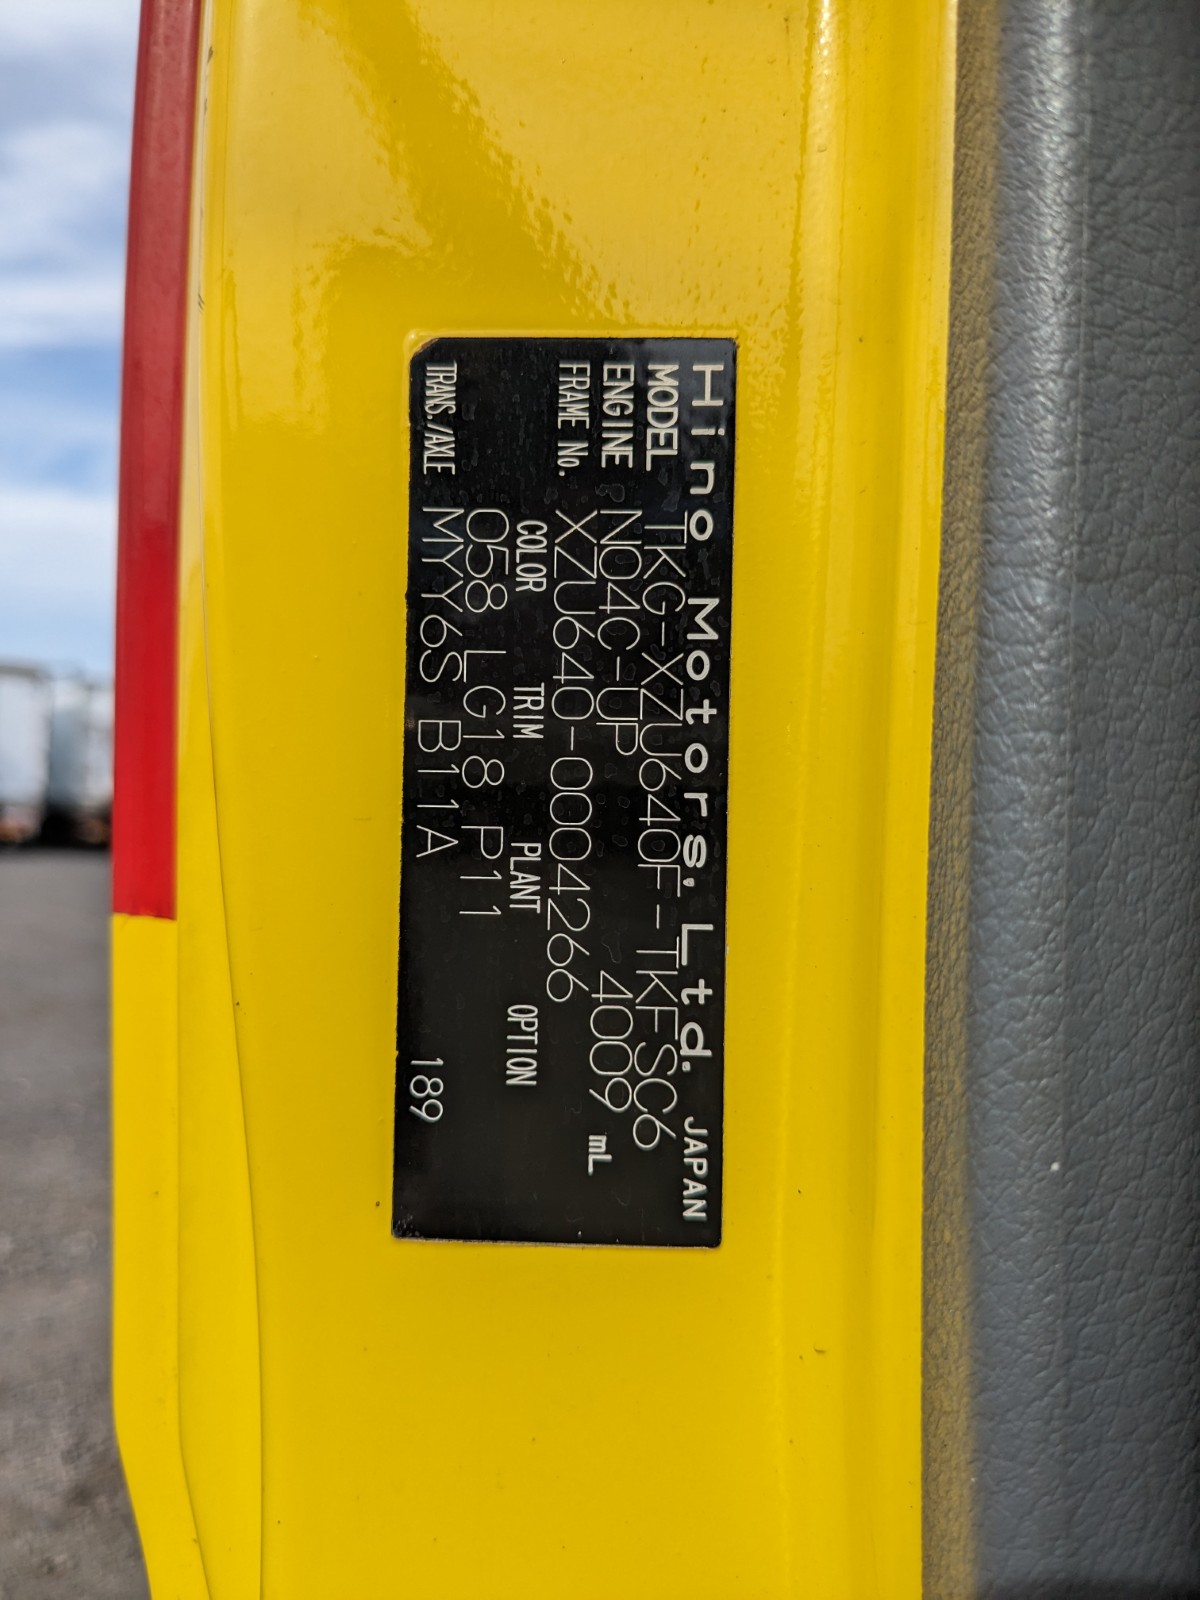 Hino Motors. Ltd. JAPAN
MODEL TKG-XZU640F-TKFSC6
ENGINE N04C-UP 4009 mL
FRAME No. XZU640-0004266
COLOR TRIM PLANT OPTION
058 LG18 P11
TRANS./AXLE MYY6S B11A 189